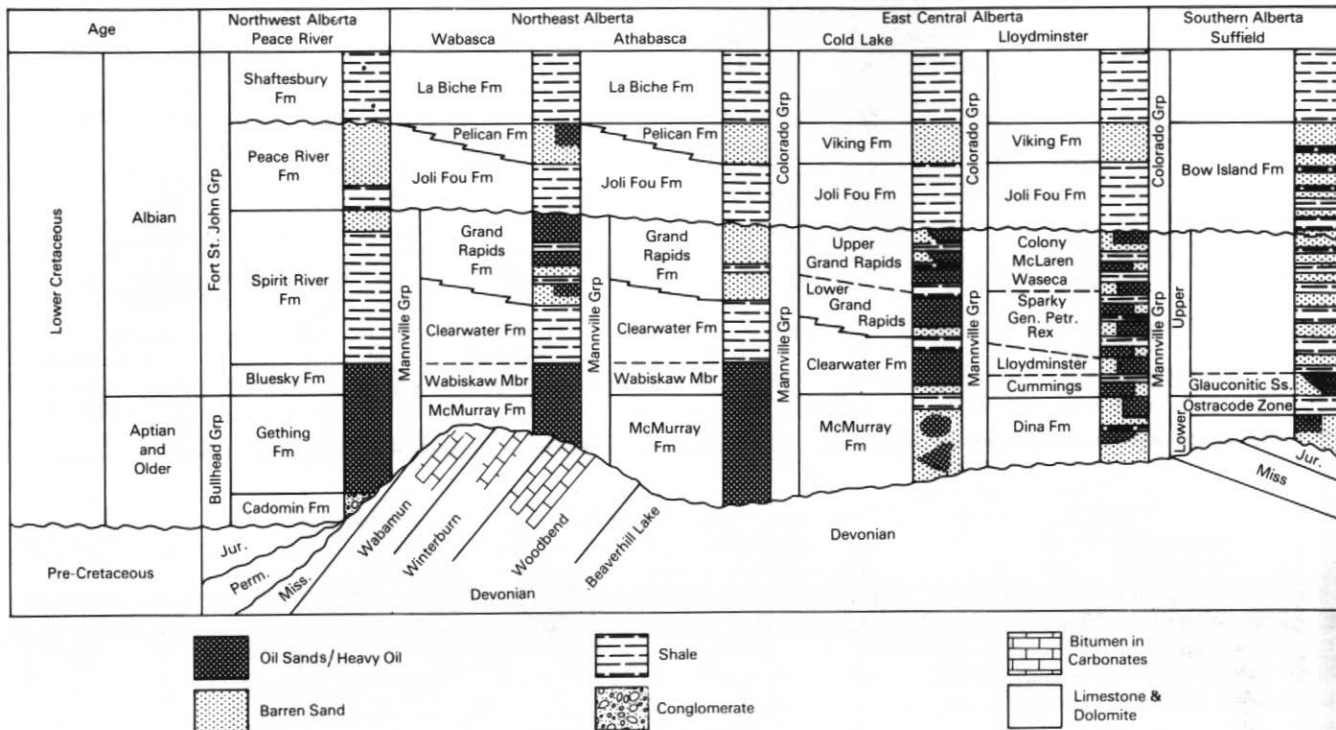 Age
Northwest Alberta
Peace River
Northeast Alberta
Wabasca
Athabasca
East Central Alberta
Cold Lake
Lloydminster
Southern Alberta
Suffield
Lower Cretaceous
Albian
Aptian
and
Older
Pre-Cretaceous
Fort St. John Grp
Bullhead Grp
Shaftesbury
Fm
Peace River
Fm
Spirit River
Fm
Bluesky Fm
Gething
Fm
Cadomin Fm
Jur.
Perm.
Miss.
La Biche Fm
Pelican Fm
Joli Fou Fm
Mannville Grp
Grand
Rapids
Fm
Clearwater Fm
Wabiskaw Mbr
McMurray Fm
Wabamun
Winterburn
Woodbend
Beaverhill Lake
Devonian
La Biche Fm
Pelican Fm
Joli Fou Fm
Mannville Grp
Grand
Rapids
Fm
Clearwater Fm
Wabiskaw Mbr
McMurray
Fm
Colorado Grp
Mannville Grp
Viking Fm
Joli Fou Fm
Upper
Grand Rapids
Lower
Grand
Rapids
Clearwater Fm
McMurray
Fm
Colorado Grp
Mannville Grp
Viking Fm
Joli Fou Fm
Colony
McLaren
Waseca
Sparky
Gen. Petr.
Rex
Lloydminster
Cummings
Dina Fm
Devonian
Colorado Grp
Mannville Grp
Upper
Lower
Bow Island Fm
Glauconitic Ss.
Ostracode Zone
Jur.
Miss
Oil Sands/Heavy Oil
Barren Sand
Shale
Conglomerate
Bitumen in
Carbonates
Limestone &
Dolomite